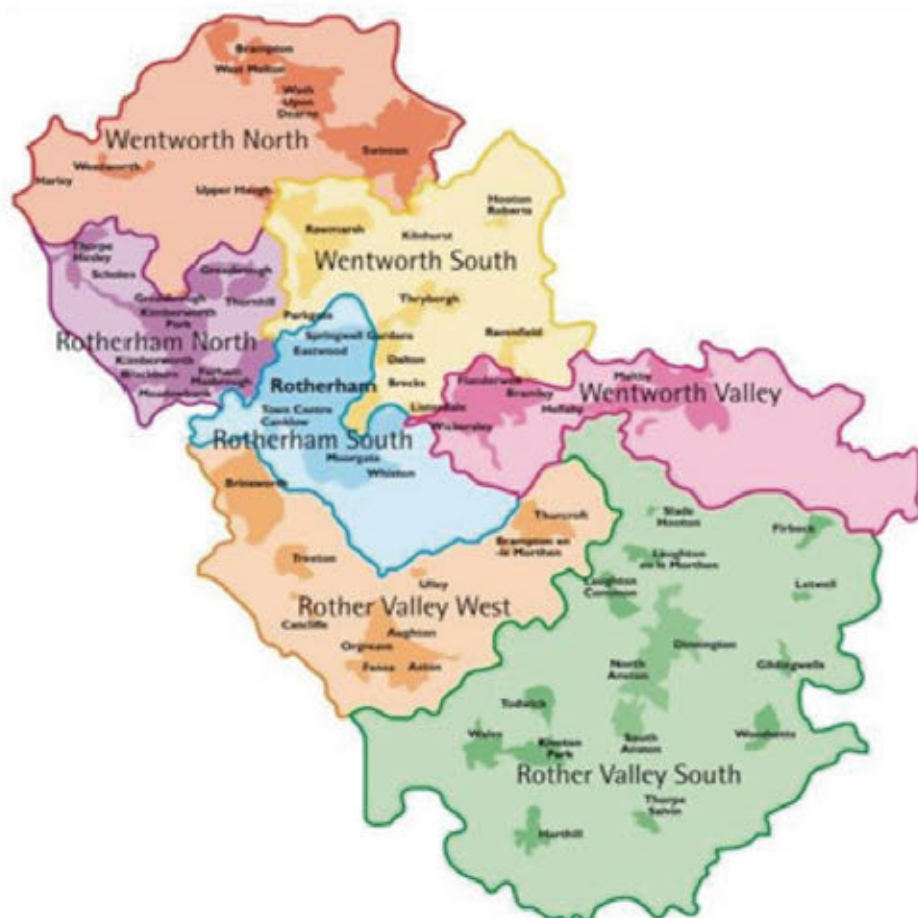 Brampton
West Melton
Wath
Upon
Dearne
Wentworth North
Swinton
Wentworth
Harley
Upper Haugh
Hooton
Roberts
Rawmarsh
Kilnhurst
Thorpe
Hesley
Scholes
Greasbrough
Wentworth South
Greasbrough
Kimberworth
Park
Thornhill
Thrybergh
Parkgate
Springwell Gardens
Ravenfield
Rotherham North
Eastwood
Kimberworth
Dalton
Blackburn
Masbrough
Meadowbank
Rotherham
Brecks
Flanderwell
Maltby
Bramley
Wentworth Valley
Hellaby
Listerdale
Town Centre
Canklow
Wickersley
Rotherham South
Moorgate
Whiston
Brinsworth
Thurcroft
Slade
Hooton
Firbeck
Brampton en
-le Morthen
Treeton
Laughton
en le Morthen
Ulley
Laughton
Common
Letwell
Rother Valley West
Catcliffe
Aughton
Orgreave
Dinnington
Fence
Aston
North
Anston
Gildingwells
Todwick
Wales
Kiveton
Park
South
Anston
Woodsetts
Rother Valley South
Thorpe
Salvin
Harthill